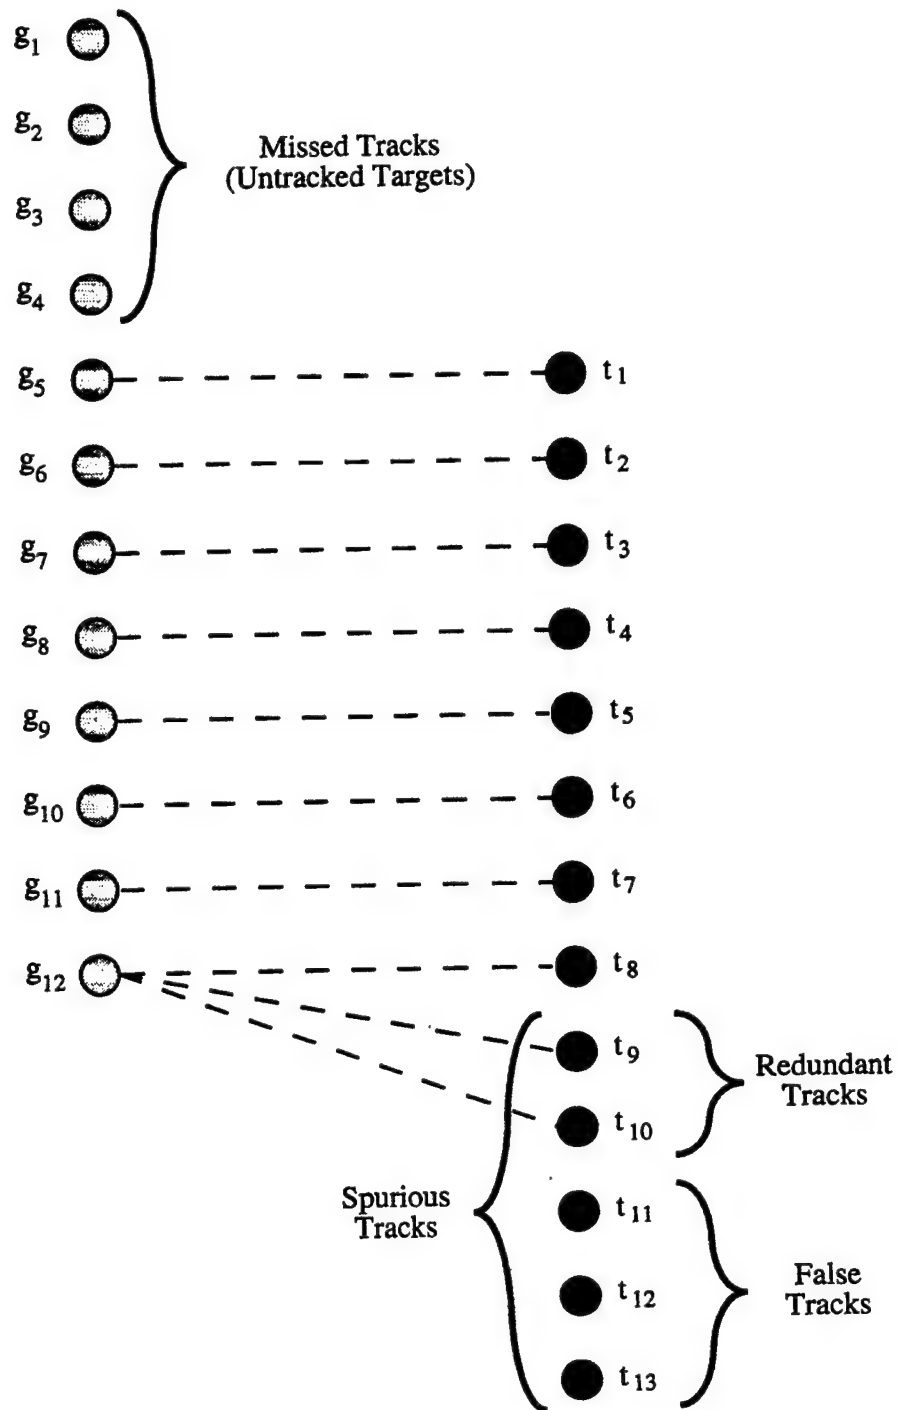 g1
g2
Missed Tracks
(Untracked Targets)
g3
g4
g5
t1
g6
t2
g7
t3
g8
t4
g9
t5
g10
t6
g11
t7
g12
t8
t9
Redundant
Tracks
t10
Spurious
Tracks
t11
False
Tracks
t12
t13